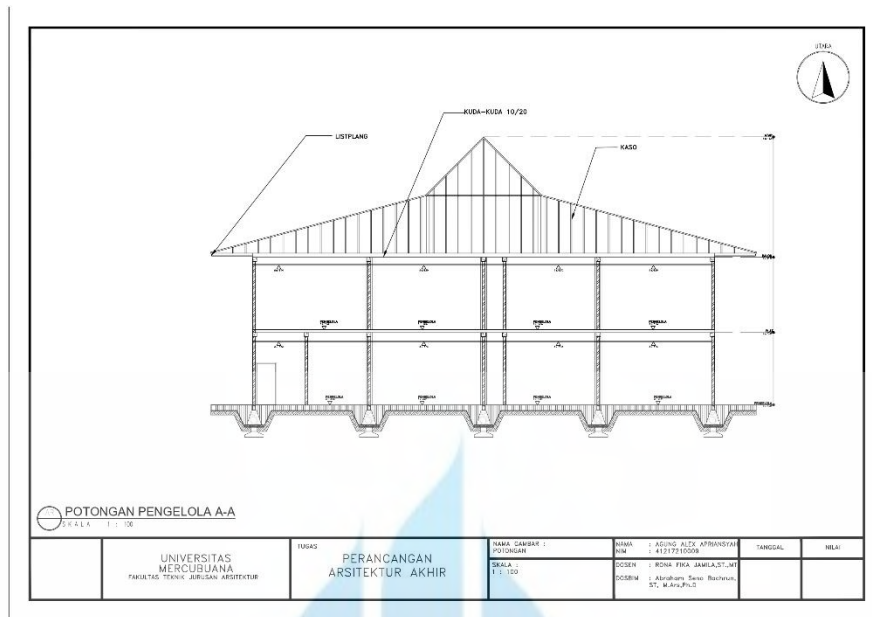 UTARA
KUDA-KUDA 10/20
LISTPLANG
KASO
PENGELOLA
PENGELOLA
PENGELOLA
PENGELOLA
PENGELOLA
PENGELOLA
PENGELOLA
PENGELOLA
POTONGAN PENGELOLA A-A
SKALA 1 : 100
UNIVERSITAS
MERCUBUANA
FAKULTAS TEKNIK JURUSAN ARSITEKTUR
TUGAS
PERANCANGAN
ARSITEKTUR AKHIR
NAMA GAMBAR :
POTONGAN
SKALA :
1 : 100
NAMA : AGUNG ALEX APRIANSYAH
NIM : 41217210009
DOSEN : RONA FIKA JAMILA,ST.,MT
DOSBIM : Abraham Seno Bachrun,
ST, M.Ars,Ph.D
TANGGAL
NILAI